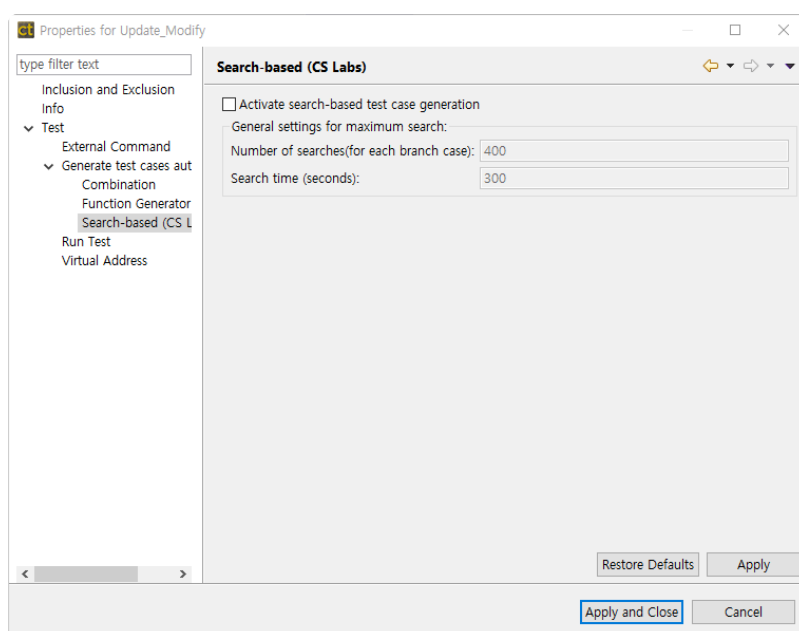 ct Properties for Update_Modify
type filter text
Inclusion and Exclusion
Info
Test
External Command
Generate test cases aut
Combination
Function Generator
Search-based (CS L
Run Test
Virtual Address
Search-based (CS Labs)
Activate search-based test case generation
General settings for maximum search:
Number of searches(for each branch case): 400
Search time (seconds): 300
Restore Defaults Apply
Apply and Close Cancel